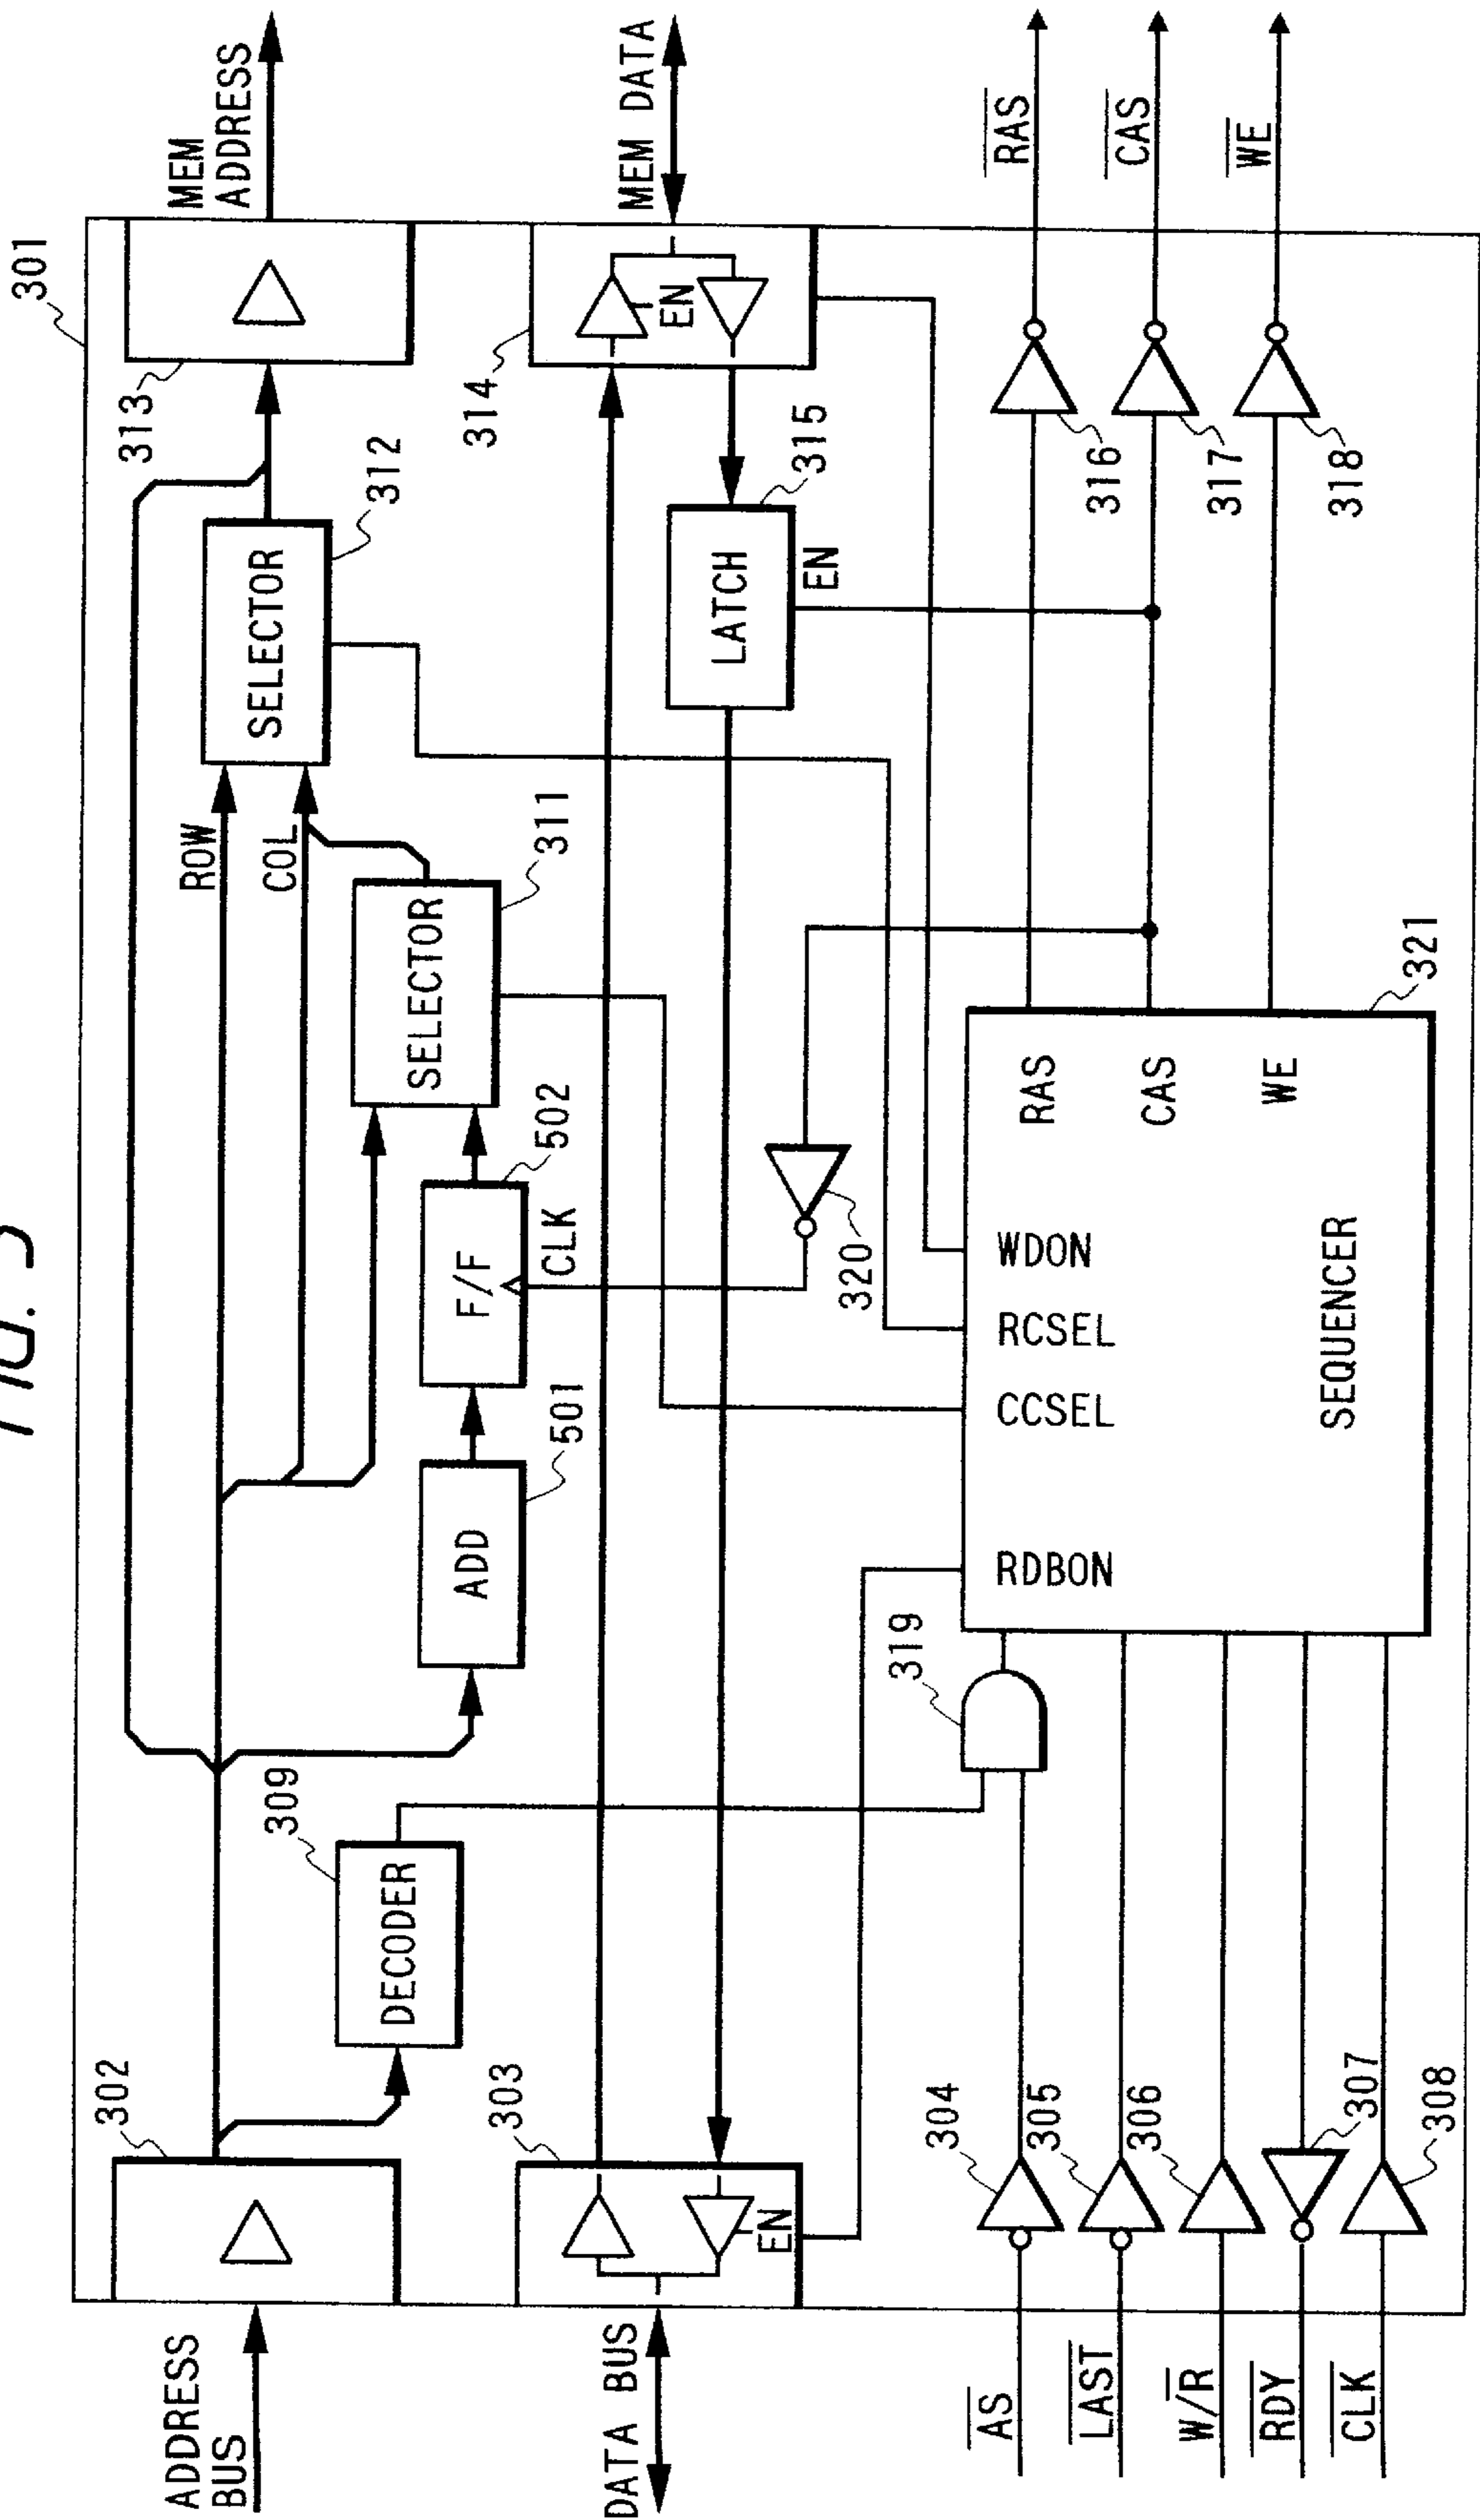 FIG. 5
301
MEM
ADDRESS
MEM DATA
RAS
CAS
WE
313
312
314
315
316
317
318
SELECTOR
LATCH
EN
EN
ROW
COL
311
SELECTOR
502
F/F
CLK
320
501
ADD
321
RAS
CAS
WE
WDON
RCSEL
CCSEL
RDBON
SEQUENCER
319
309
DECODER
302
303
EN
304
305
306
307
308
ADDRESS
BUS
DATA BUS
AS
LAST
W/R
RDY
CLK